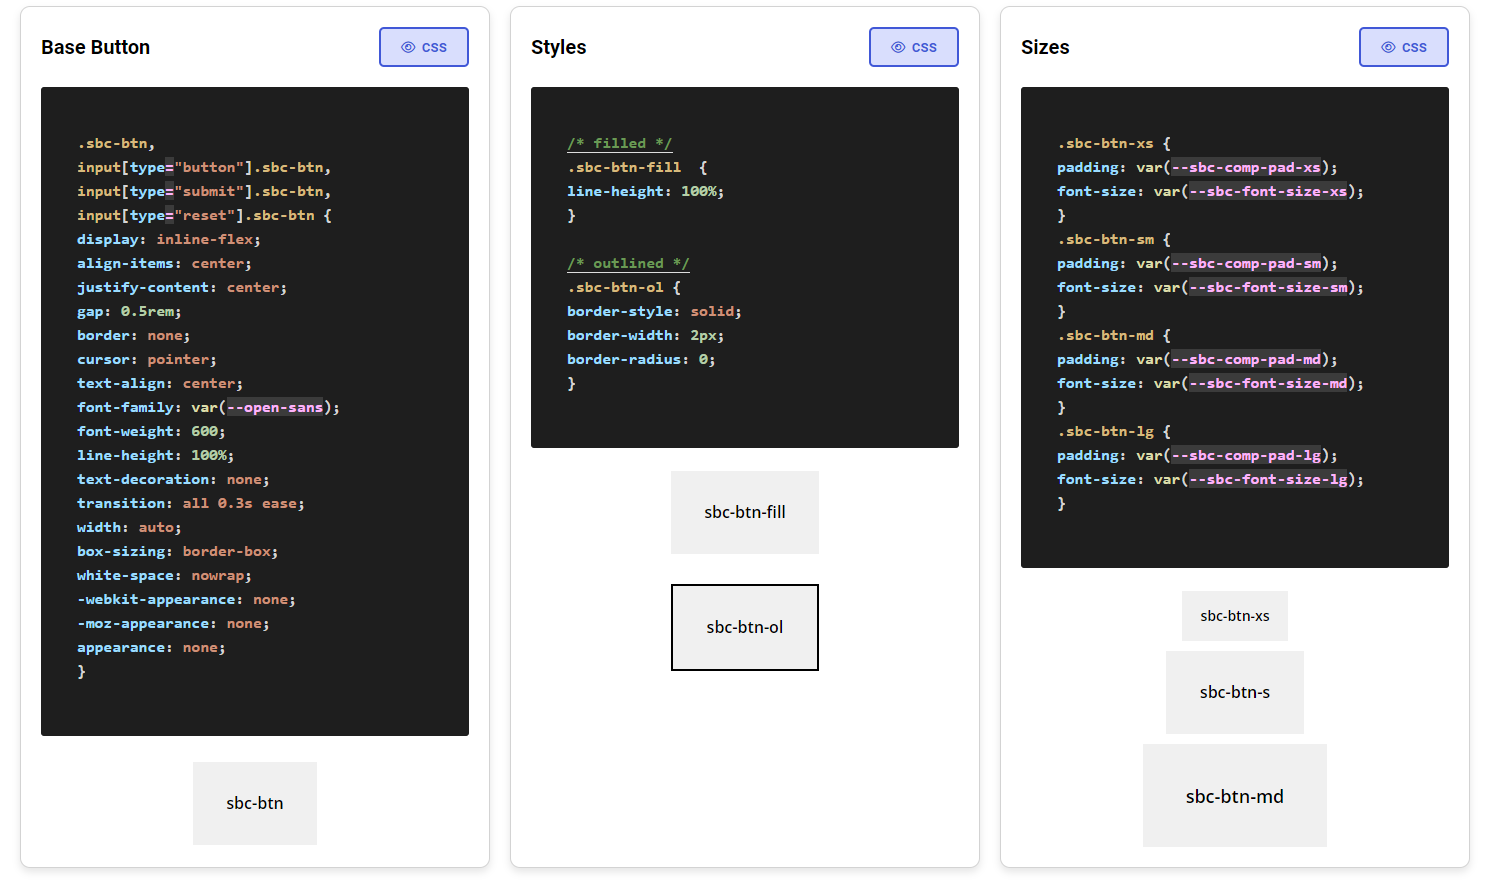 Base Button
CSS
.sbc-btn,
input[type="button"].sbc-btn,
input[type="submit"].sbc-btn,
input[type="reset"].sbc-btn {
display: inline-flex;
align-items: center;
justify-content: center;
gap: 0.5rem;
border: none;
cursor: pointer;
text-align: center;
font-family: var(--open-sans);
font-weight: 600;
line-height: 100%;
text-decoration: none;
transition: all 0.3s ease;
width: auto;
box-sizing: border-box;
white-space: nowrap;
-webkit-appearance: none;
-moz-appearance: none;
appearance: none;
}
sbc-btn
Styles
CSS
/* filled */
.sbc-btn-fill  {
line-height: 100%;
}
/* outlined */
.sbc-btn-ol {
border-style: solid;
border-width: 2px;
border-radius: 0;
}
sbc-btn-fill
sbc-btn-ol
Sizes
CSS
.sbc-btn-xs {
padding: var(--sbc-comp-pad-xs);
font-size: var(--sbc-font-size-xs);
}
.sbc-btn-sm {
padding: var(--sbc-comp-pad-sm);
font-size: var(--sbc-font-size-sm);
}
.sbc-btn-md {
padding: var(--sbc-comp-pad-md);
font-size: var(--sbc-font-size-md);
}
.sbc-btn-lg {
padding: var(--sbc-comp-pad-lg);
font-size: var(--sbc-font-size-lg);
}
sbc-btn-xs
sbc-btn-s
sbc-btn-md